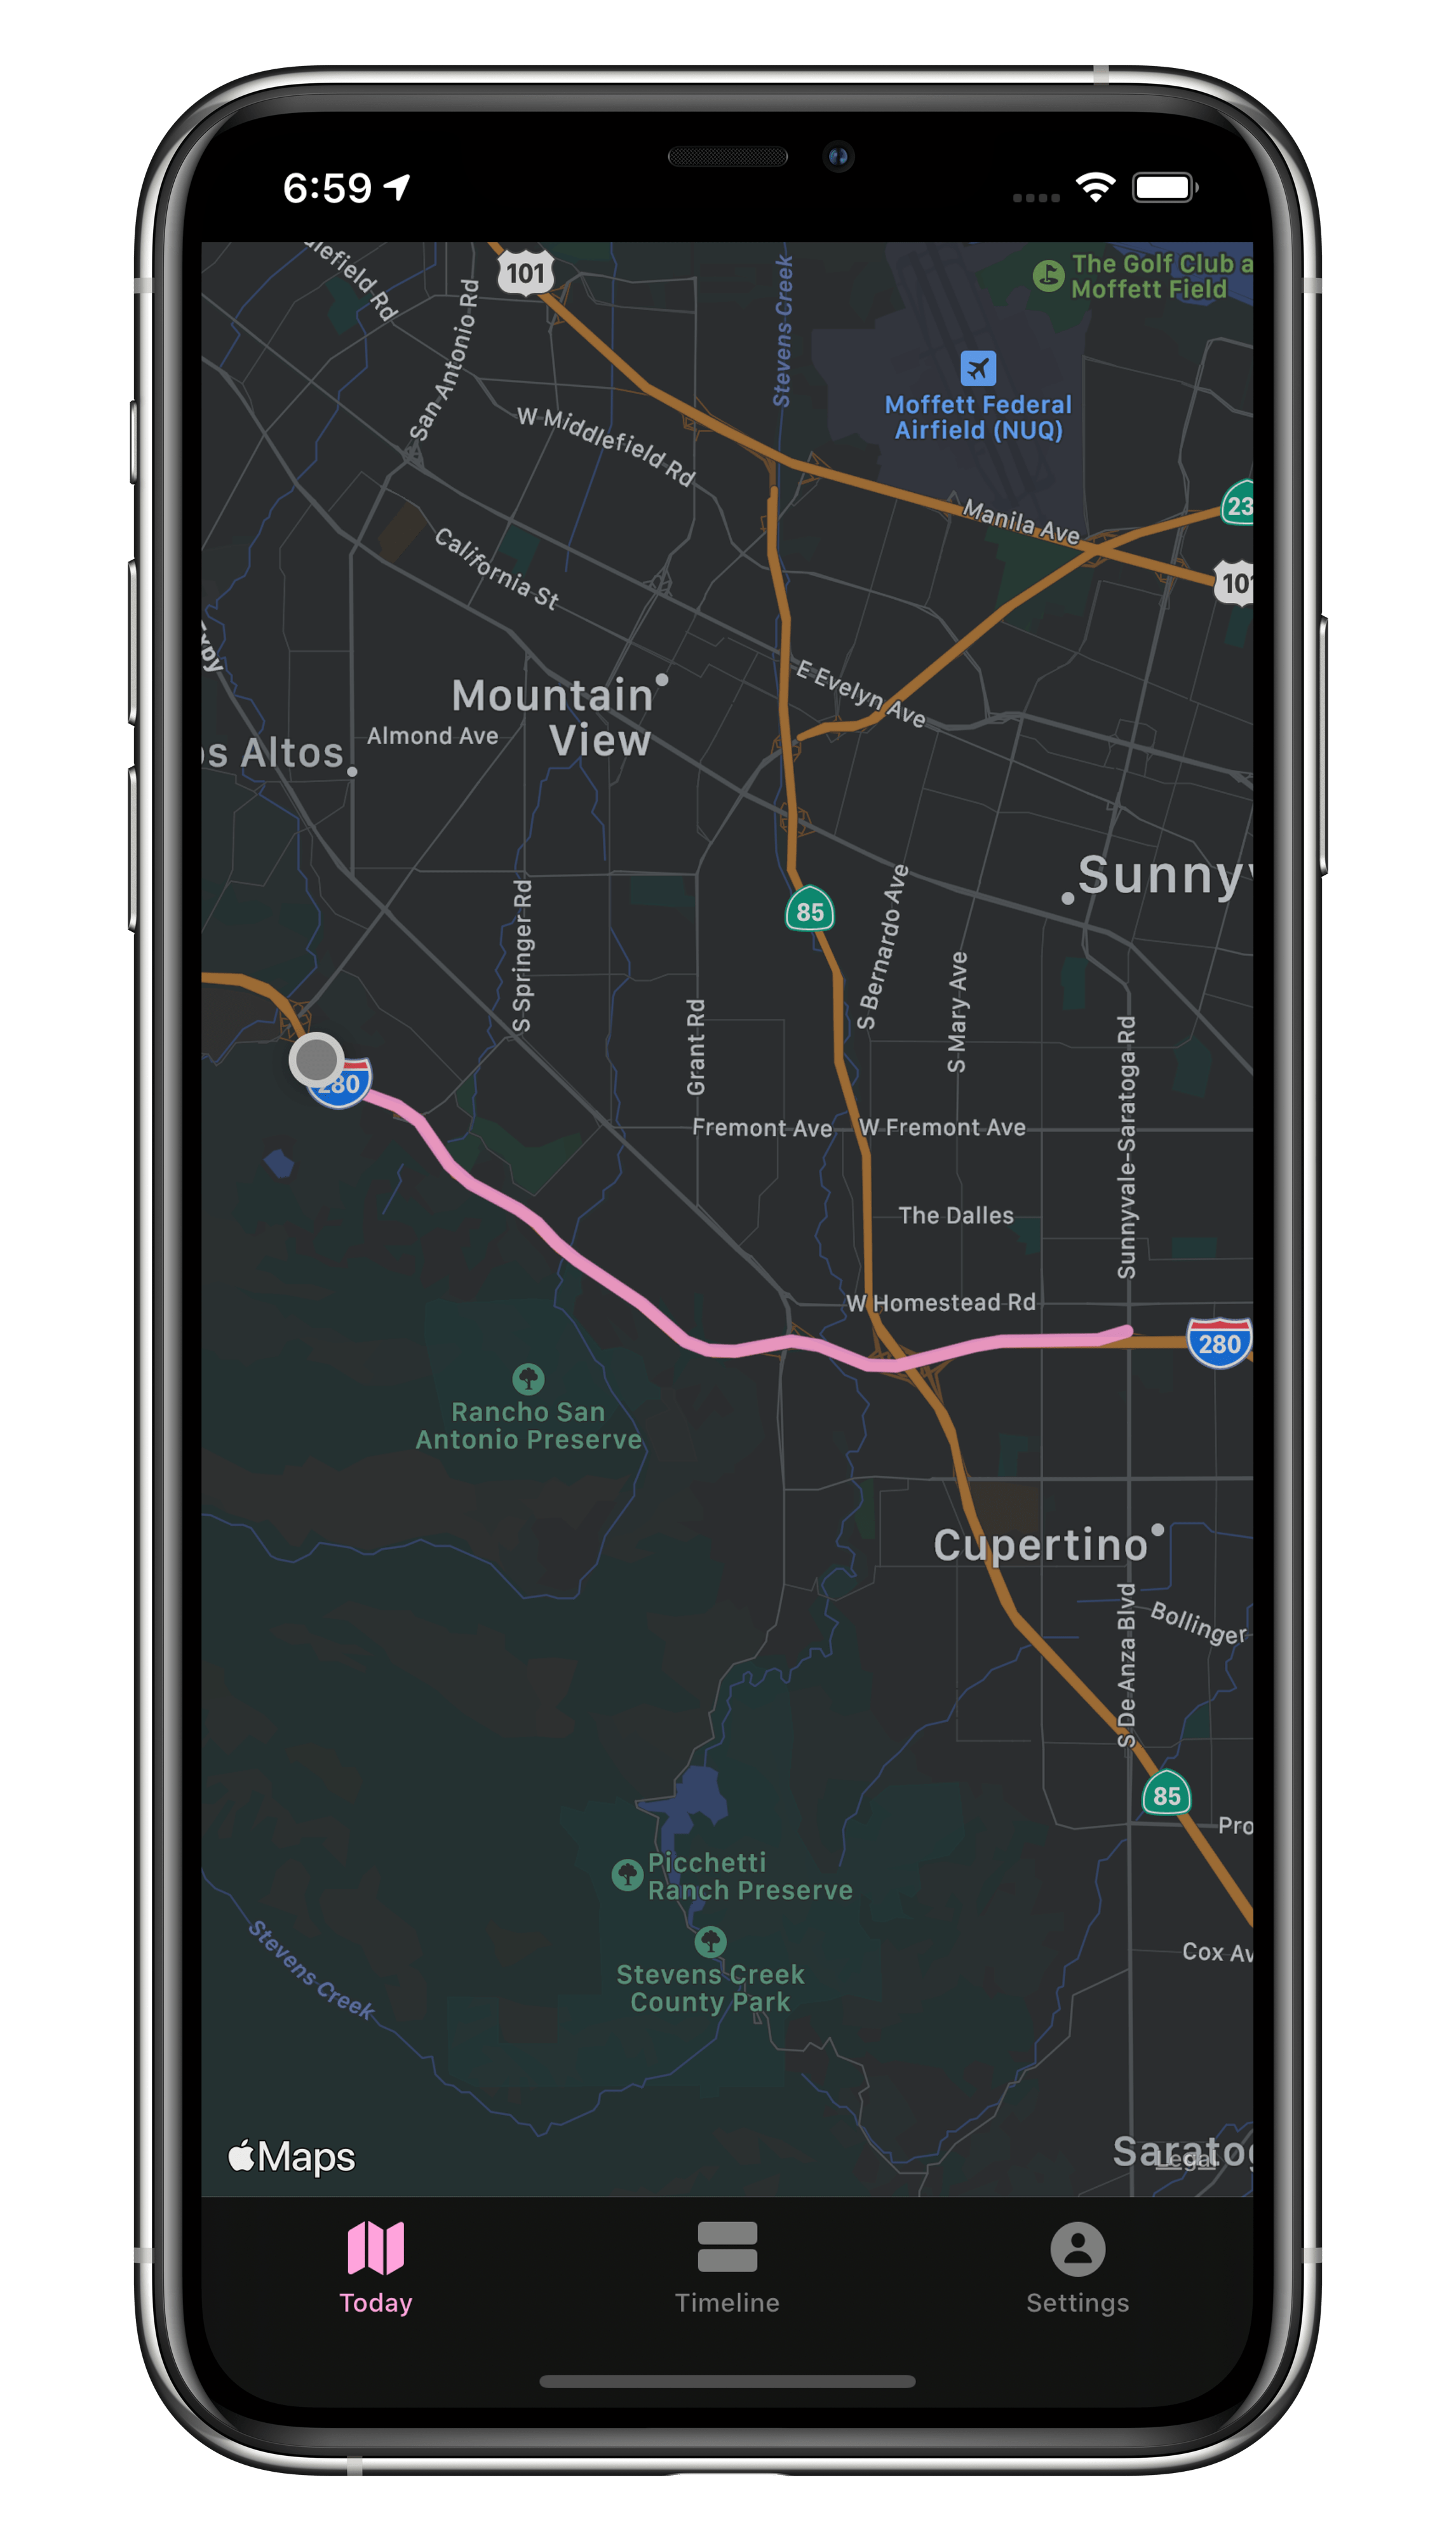 6:59
101
The Golf Club a
Moffett Field
lefield Rd
San Antonio Rd
Stevens Creek
Moffett Federal
Airfield (NUQ)
W Middlefield Rd
Manila Ave
23
101
California St
Expy
E Evelyn Ave
Mountain
View
Almond Ave
os Altos
Sunnyv
85
S Bernardo Ave
S Springer Rd
S Mary Ave
Grant Rd
Sunnyvale-Saratoga Rd
280
Fremont Ave
W Fremont Ave
The Dalles
W Homestead Rd
280
Rancho San
Antonio Preserve
Cupertino
S De Anza Blvd
Bollinger
85
Pro
Picchetti
Ranch Preserve
Stevens Creek
Cox Av
Stevens Creek
County Park
Maps
Saratog
Legal
Today
Timeline
Settings